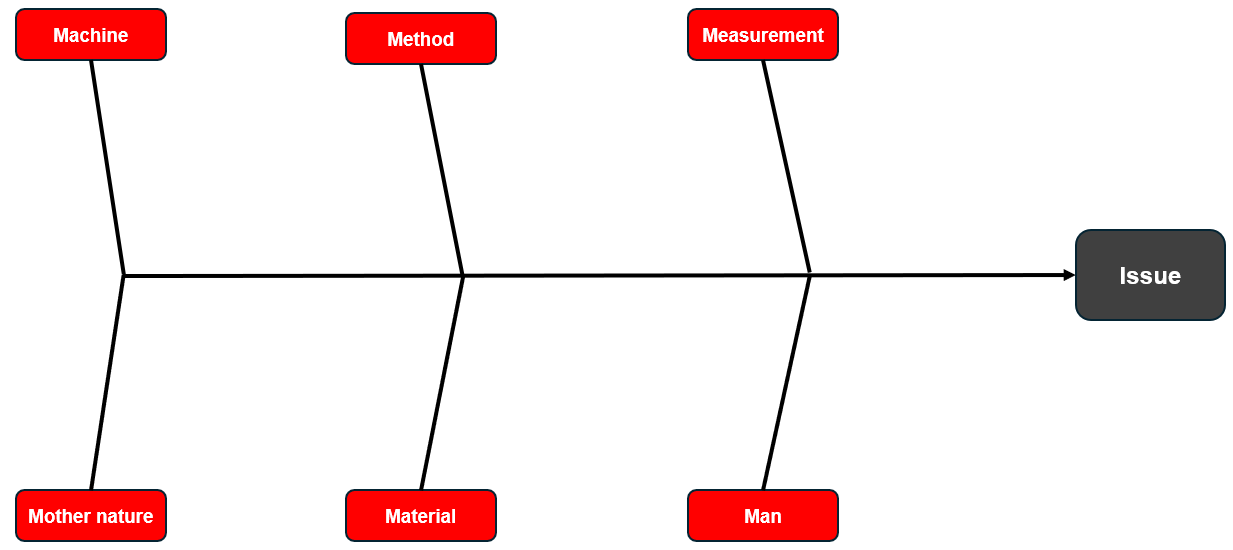 Machine
Method
Measurement
Issue
Mother nature
Material
Man